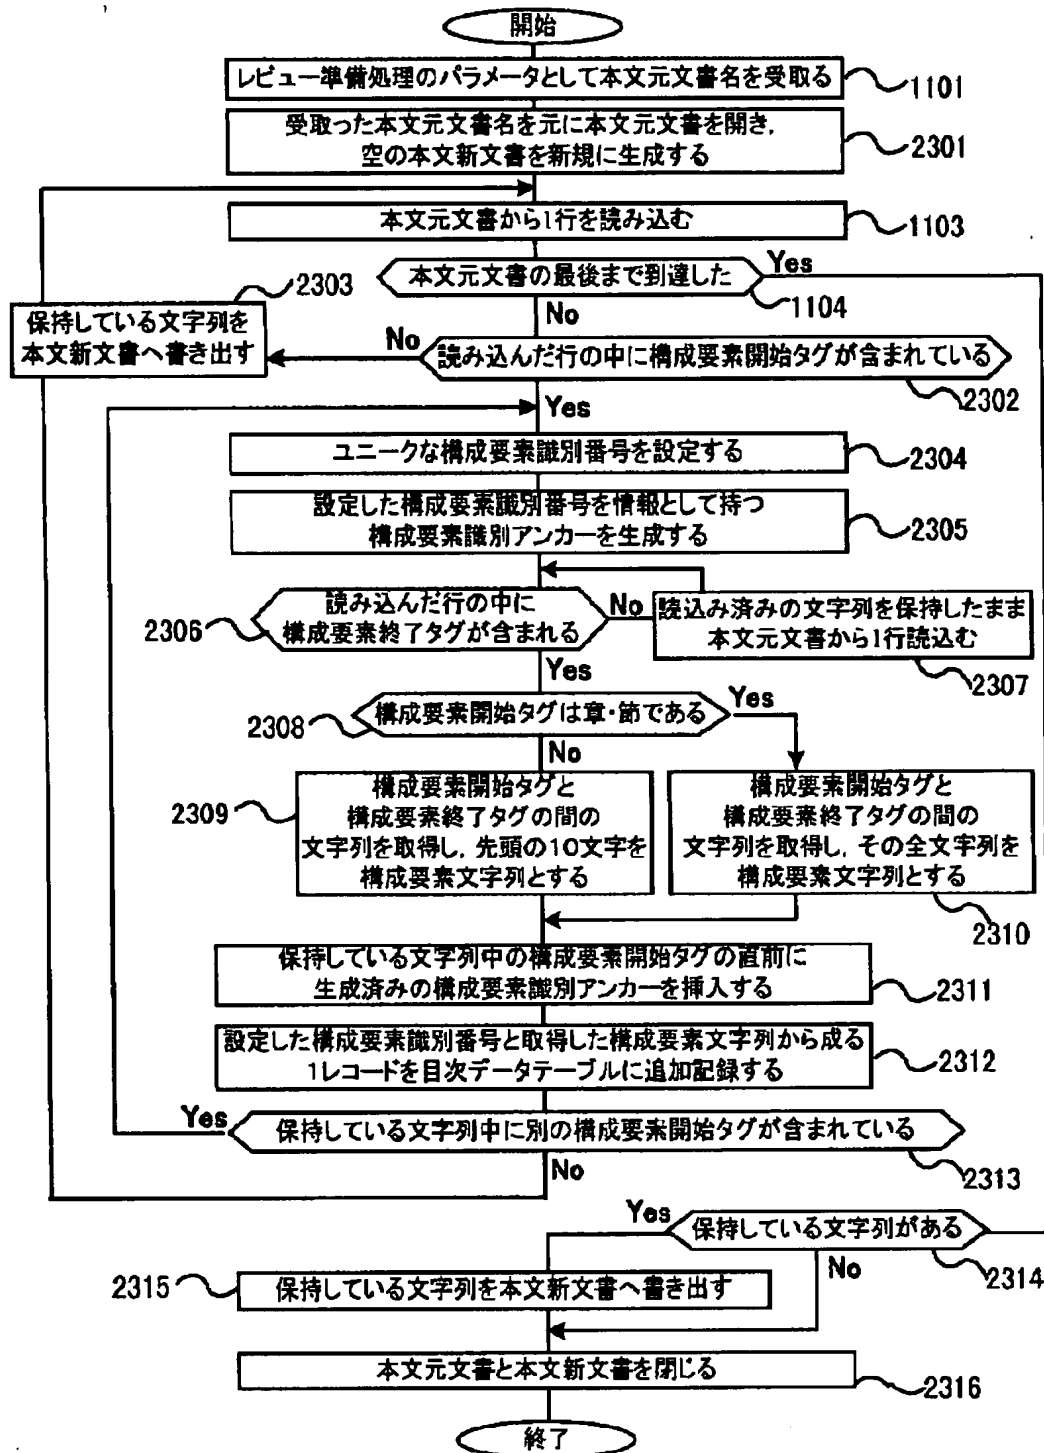 開始
レビュー準備処理のパラメータとして本文元文書名を受取る
1101
受取った本文元文書名を元に本文元文書を開き,
空の本文新文書を新規に生成する
2301
本文元文書から1行を読み込む
1103
本文元文書の最後まで到達した
Yes
1104
No
2303
保持している文字列を
本文新文書へ書き出す
No
読み込んだ行の中に構成要素開始タグが含まれている
2302
Yes
ユニークな構成要素識別番号を設定する
2304
設定した構成要素識別番号を情報として持つ
構成要素識別アンカーを生成する
2305
読み込んだ行の中に
構成要素終了タグが含まれる
2306
No
読込み済みの文字列を保持したまま
本文元文書から1行読込む
2307
Yes
構成要素開始タグは章・節である
2308
Yes
No
構成要素開始タグと
構成要素終了タグの間の
文字列を取得し, 先頭の10文字を
構成要素文字列とする
2309
構成要素開始タグと
構成要素終了タグの間の
文字列を取得し, その全文字列を
構成要素文字列とする
2310
保持している文字列中の構成要素開始タグの直前に
生成済みの構成要素識別アンカーを挿入する
2311
設定した構成要素識別番号と取得した構成要素文字列から成る
1レコードを目次データテーブルに追加記録する
2312
Yes
保持している文字列中に別の構成要素開始タグが含まれている
2313
No
Yes
保持している文字列がある
2314
No
2315
保持している文字列を本文新文書へ書き出す
本文元文書と本文新文書を閉じる
2316
終了